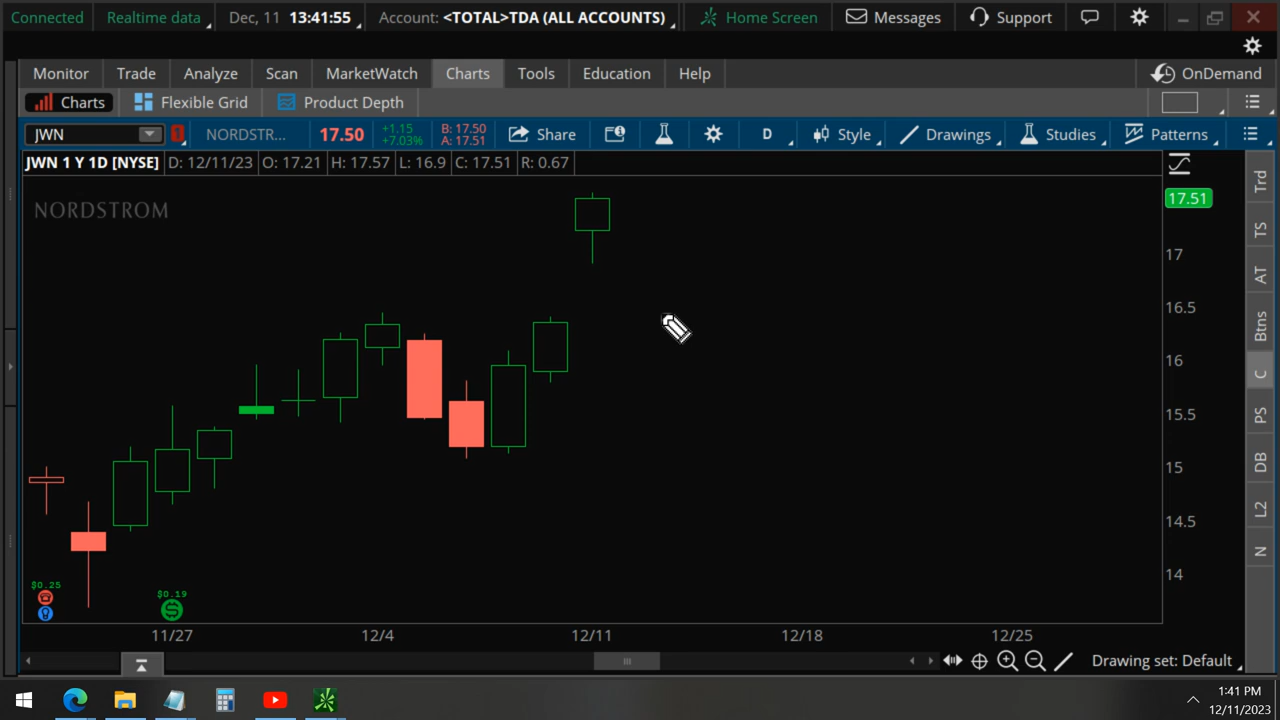 Connected Realtime data Dec, 11 13:41:55 Account: <TOTAL>TDA (ALL ACCOUNTS) Home Screen Messages Support
Monitor Trade Analyze Scan MarketWatch Charts Tools Education Help OnDemand
Charts Flexible Grid Product Depth
JWN 1 NORDSTR... 17.50 +1.15 B: 17.50 Share D Style Drawings Studies Patterns
+7.03% A: 17.51
JWN 1 Y 1D [NYSE] D: 12/11/23 O: 17.21 H: 17.57 L: 16.9 C: 17.51 R: 0.67
NORDSTROM
17.51
17
16.5
16
15.5
15
14.5
14
Trd
TS
AT
Btns
C
PS
DB
L2
N
$0.25 $0.19
11/27 12/4 12/11 12/18 12/25
Drawing set: Default
1:41 PM
12/11/2023